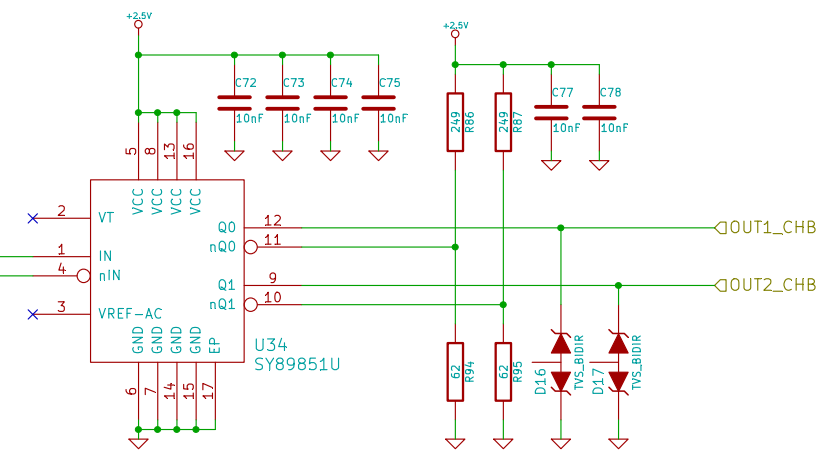 +2.5V
+2.5V
C72
C73
C74
C75
10nF
10nF
10nF
10nF
249
R86
249
R87
C77
C78
10nF
10nF
5
8
13
16
VCC
VCC
VCC
VCC
2
VT
1
IN
4
nIN
3
VREF-AC
Q0
12
nQ0
11
Q1
9
nQ1
10
OUT1_CHB
OUT2_CHB
GND
GND
GND
GND
EP
6
7
14
15
17
U34
SY89851U
62
R94
62
R95
D16
TVS_BIDIR
D17
TVS_BIDIR